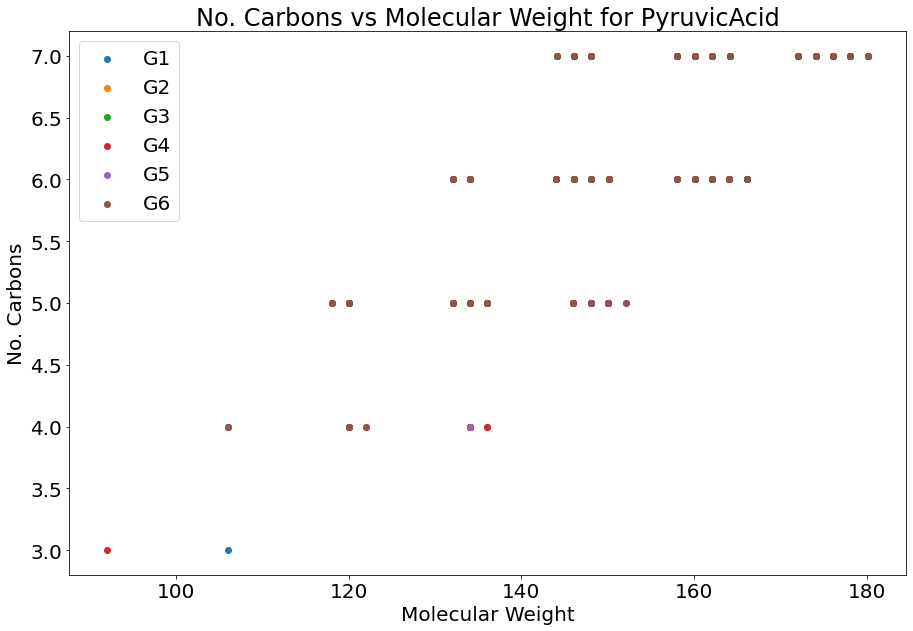 No. Carbons vs Molecular Weight for PyruvicAcid
G1
G2
G3
G4
G5
G6
No. Carbons
7.0
6.5
6.0
5.5
5.0
4.5
4.0
3.5
3.0
100 120 140 160 180
Molecular Weight